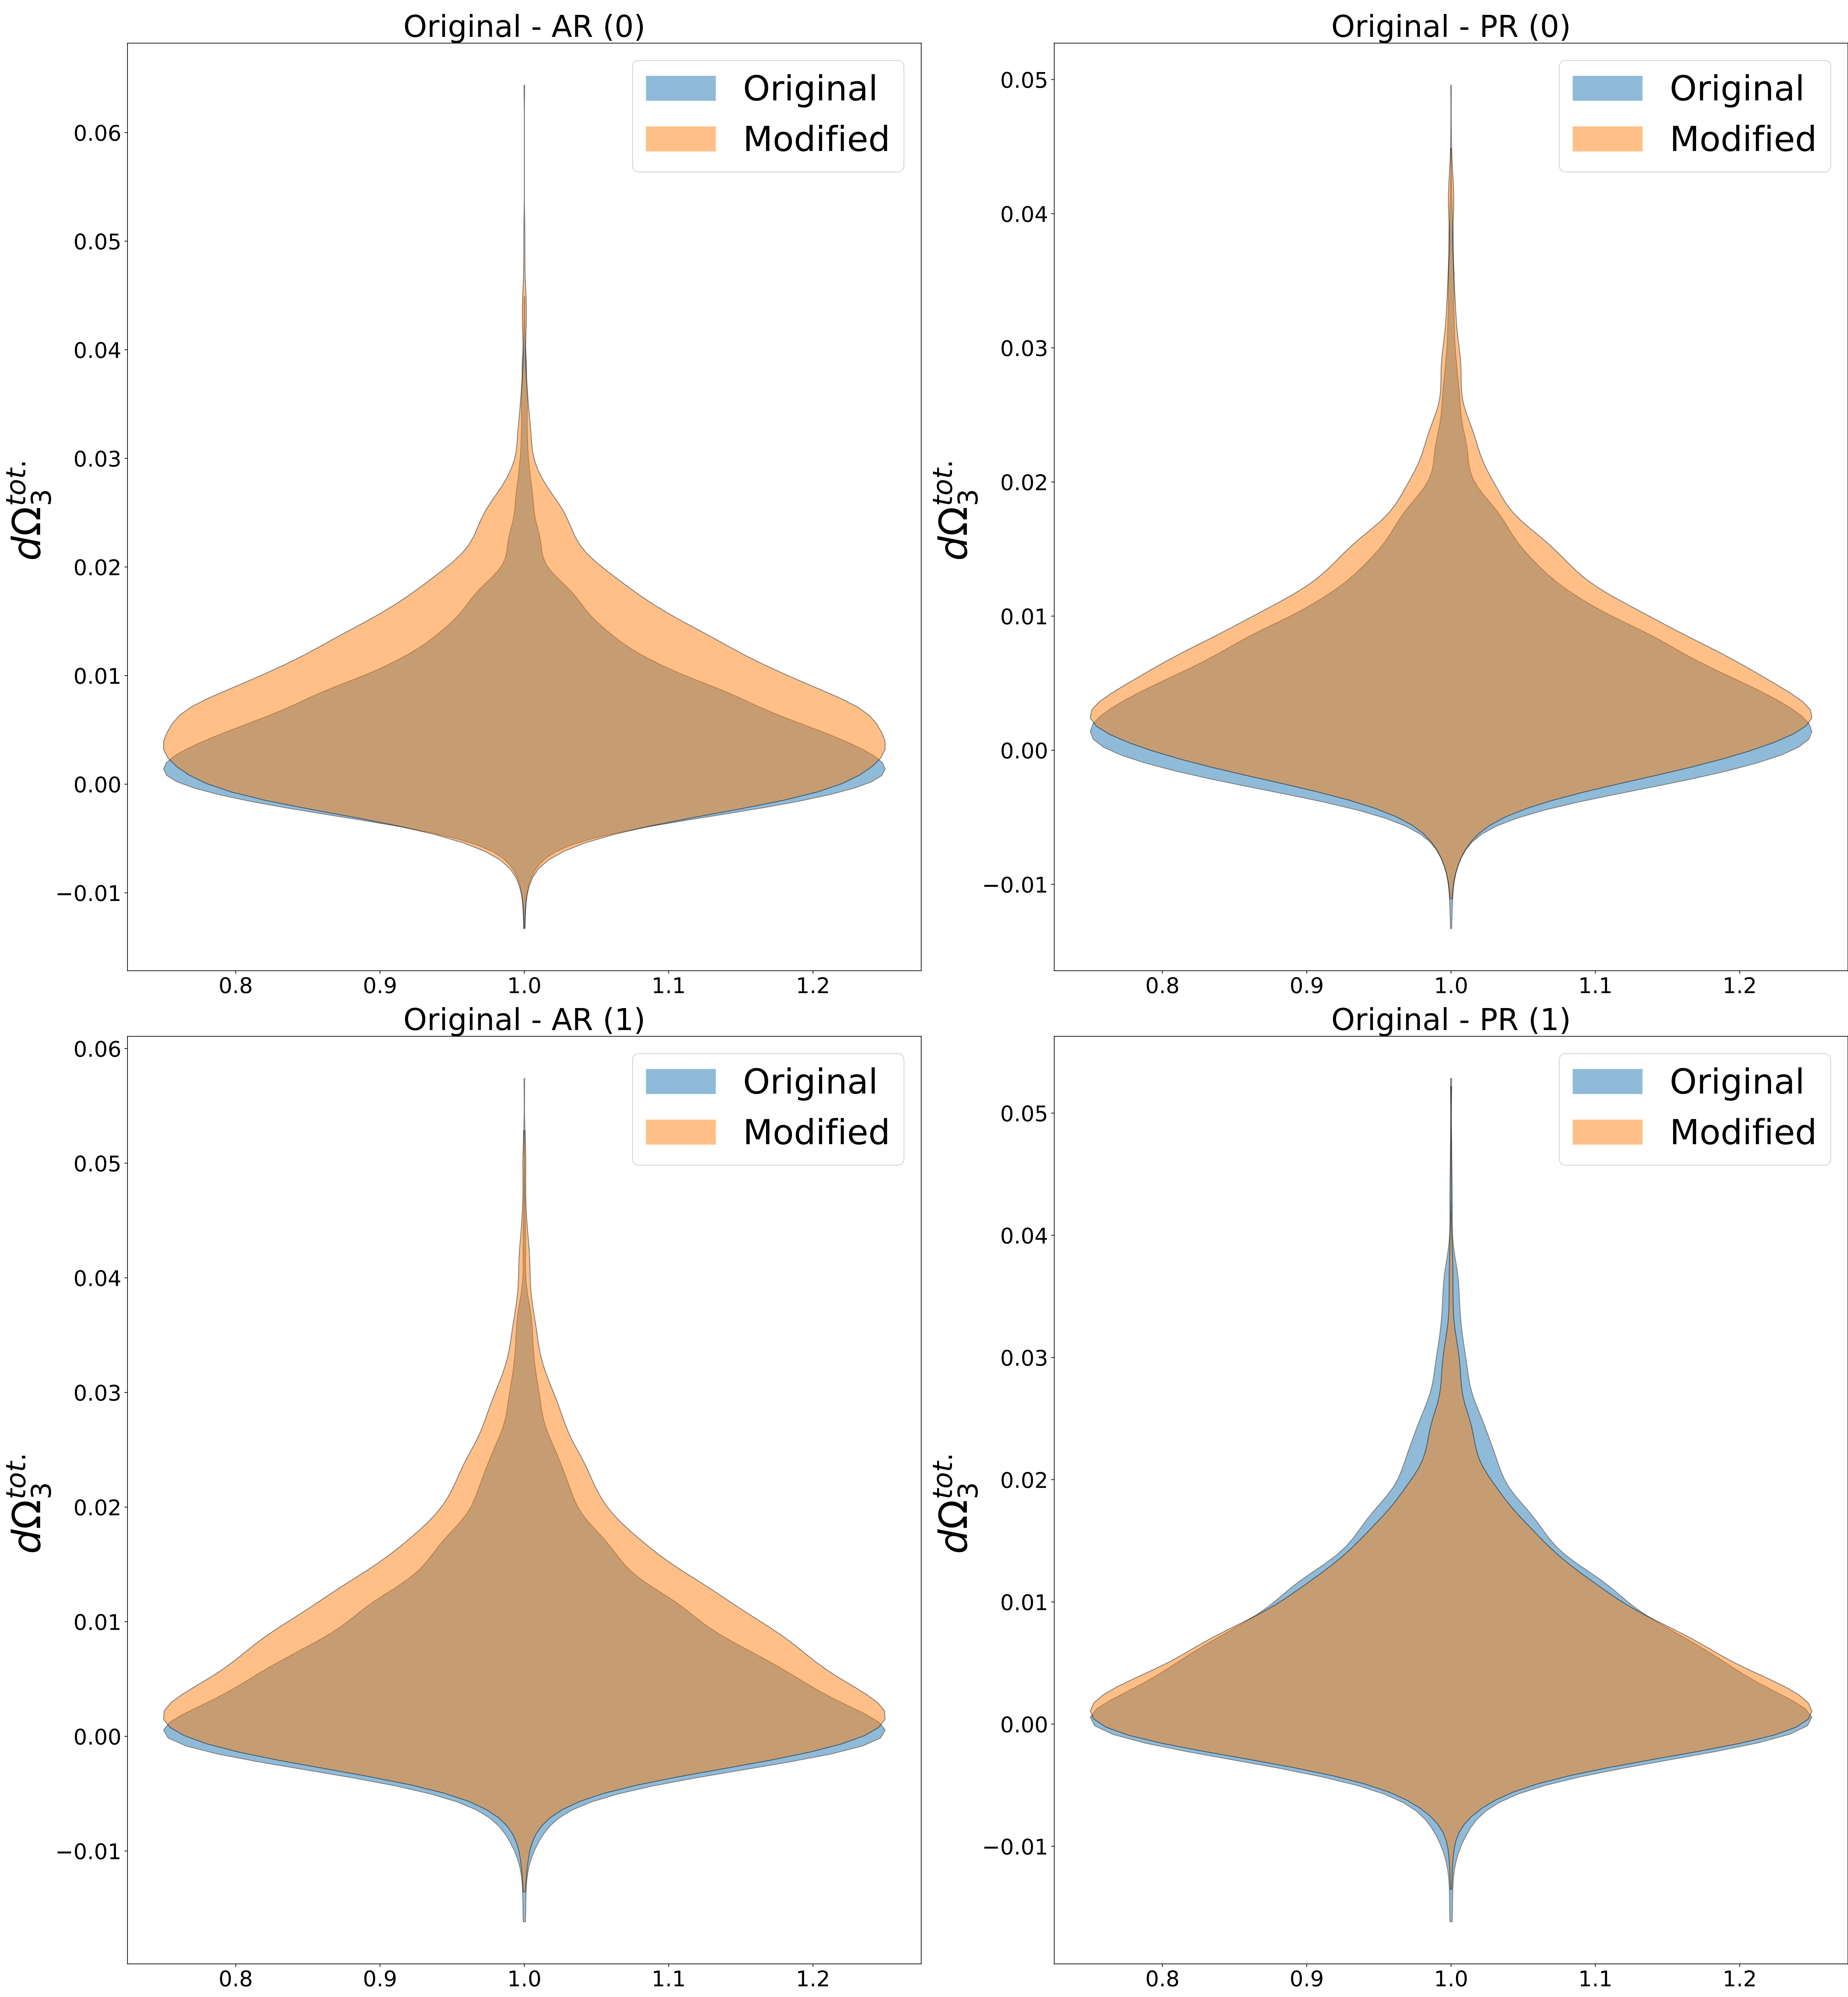 Original - AR (0)
Original
Modified
0.06
0.05
0.04
0.03
0.02
0.01
0.00
−0.01
dΩ₃ᵗᵒᵗ·
0.8 0.9 1.0 1.1 1.2
Original - PR (0)
Original
Modified
0.05
0.04
0.03
0.02
0.01
0.00
−0.01
dΩ₃ᵗᵒᵗ·
0.8 0.9 1.0 1.1 1.2
Original - AR (1)
Original
Modified
0.06
0.05
0.04
0.03
0.02
0.01
0.00
−0.01
dΩ₃ᵗᵒᵗ·
0.8 0.9 1.0 1.1 1.2
Original - PR (1)
Original
Modified
0.05
0.04
0.03
0.02
0.01
0.00
−0.01
dΩ₃ᵗᵒᵗ·
0.8 0.9 1.0 1.1 1.2